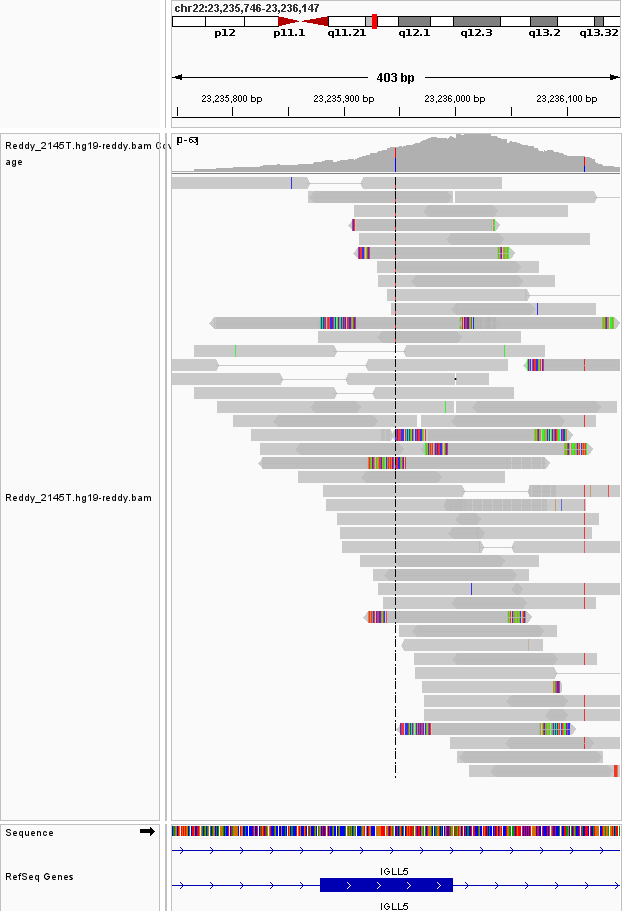 chr22:23,235,746-23,236,147
p12 p11.1 q11.21 q12.1 q12.3 q13.2 q13.32
403 bp
23,235,800 bp 23,235,900 bp 23,236,000 bp 23,236,100 bp
Reddy_2145T.hg19-reddy.bam Cov
age
[0-63]
Reddy_2145T.hg19-reddy.bam
Sequence
IGLL5
RefSeq Genes
IGLL5